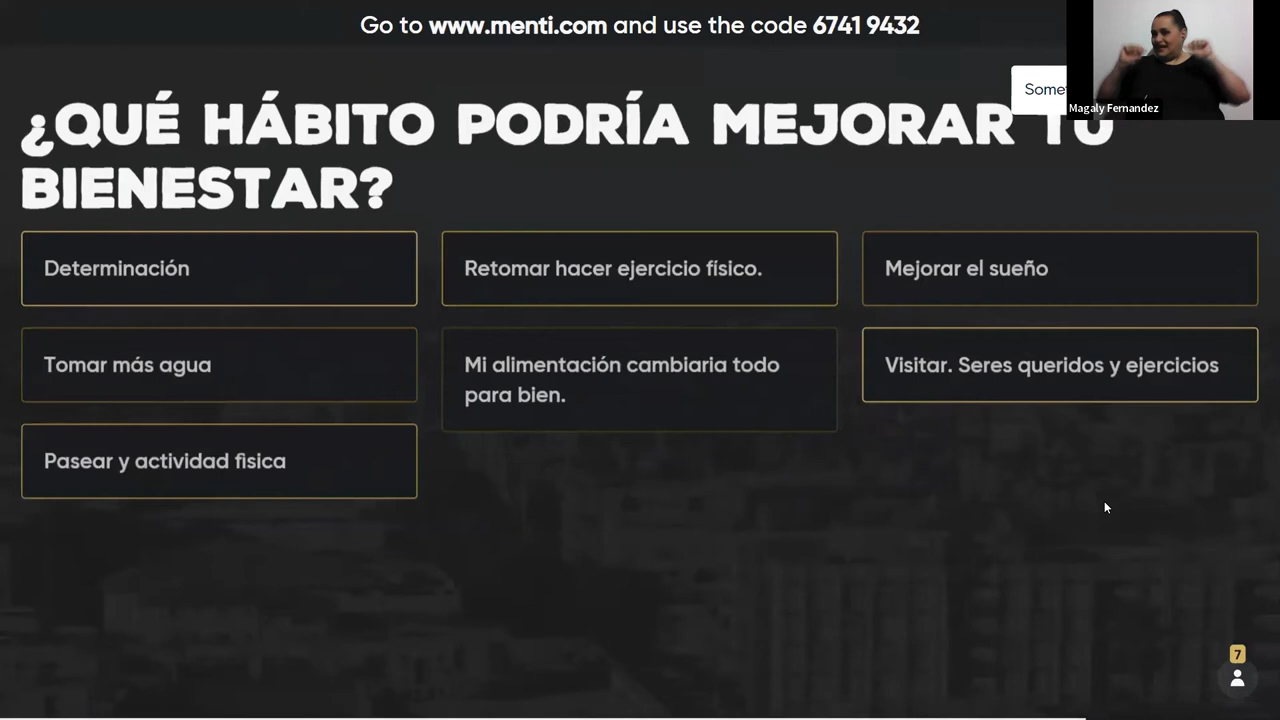 Go to www.menti.com and use the code 6741 9432
Magaly Fernandez
¿QUÉ HÁBITO PODRÍA MEJORAR TU
BIENESTAR?
Determinación
Retomar hacer ejercicio físico.
Mejorar el sueño
Tomar más agua
Mi alimentación cambiaria todo
para bien.
Visitar. Seres queridos y ejercicios
Pasear y actividad fisica
7